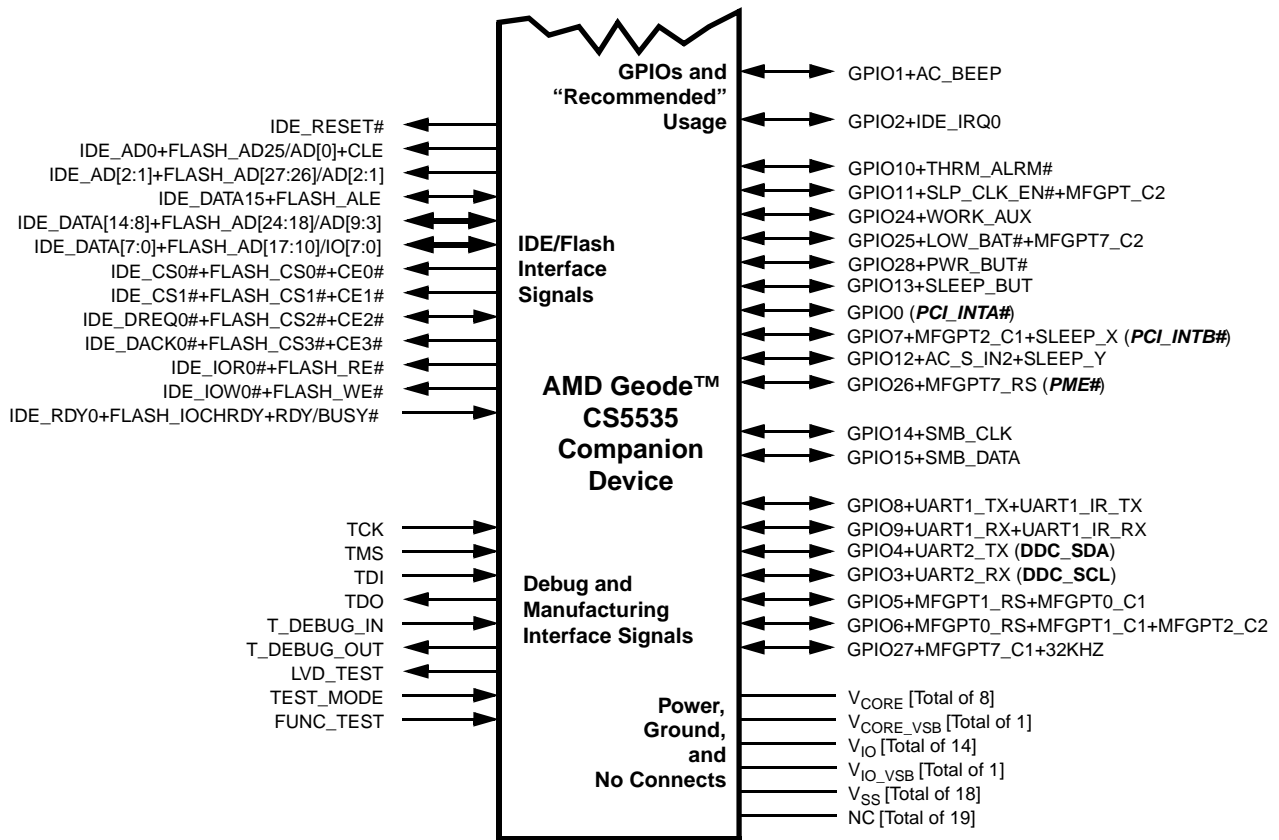 IDE_RESET#
IDE_AD0+FLASH_AD25/AD[0]+CLE
IDE_AD[2:1]+FLASH_AD[27:26]/AD[2:1]
IDE_DATA15+FLASH_ALE
IDE_DATA[14:8]+FLASH_AD[24:18]/AD[9:3]
IDE_DATA[7:0]+FLASH_AD[17:10]/IO[7:0]
IDE_CS0#+FLASH_CS0#+CE0#
IDE_CS1#+FLASH_CS1#+CE1#
IDE_DREQ0#+FLASH_CS2#+CE2#
IDE_DACK0#+FLASH_CS3#+CE3#
IDE_IOR0#+FLASH_RE#
IDE_IOW0#+FLASH_WE#
IDE_RDY0+FLASH_IOCHRDY+RDY/BUSY#
TCK
TMS
TDI
TDO
T_DEBUG_IN
T_DEBUG_OUT
LVD_TEST
TEST_MODE
FUNC_TEST
GPIOs and
“Recommended”
Usage
IDE/Flash
Interface
Signals
AMD Geode™
CS5535
Companion
Device
Debug and
Manufacturing
Interface Signals
Power,
Ground,
and
No Connects
GPIO1+AC_BEEP
GPIO2+IDE_IRQ0
GPIO10+THRM_ALRM#
GPIO11+SLP_CLK_EN#+MFGPT_C2
GPIO24+WORK_AUX
GPIO25+LOW_BAT#+MFGPT7_C2
GPIO28+PWR_BUT#
GPIO13+SLEEP_BUT
GPIO0 (PCI_INTA#)
GPIO7+MFGPT2_C1+SLEEP_X (PCI_INTB#)
GPIO12+AC_S_IN2+SLEEP_Y
GPIO26+MFGPT7_RS (PME#)
GPIO14+SMB_CLK
GPIO15+SMB_DATA
GPIO8+UART1_TX+UART1_IR_TX
GPIO9+UART1_RX+UART1_IR_RX
GPIO4+UART2_TX (DDC_SDA)
GPIO3+UART2_RX (DDC_SCL)
GPIO5+MFGPT1_RS+MFGPT0_C1
GPIO6+MFGPT0_RS+MFGPT1_C1+MFGPT2_C2
GPIO27+MFGPT7_C1+32KHZ
VCORE [Total of 8]
VCORE_VSB [Total of 1]
VIO [Total of 14]
VIO_VSB [Total of 1]
VSS [Total of 18]
NC [Total of 19]